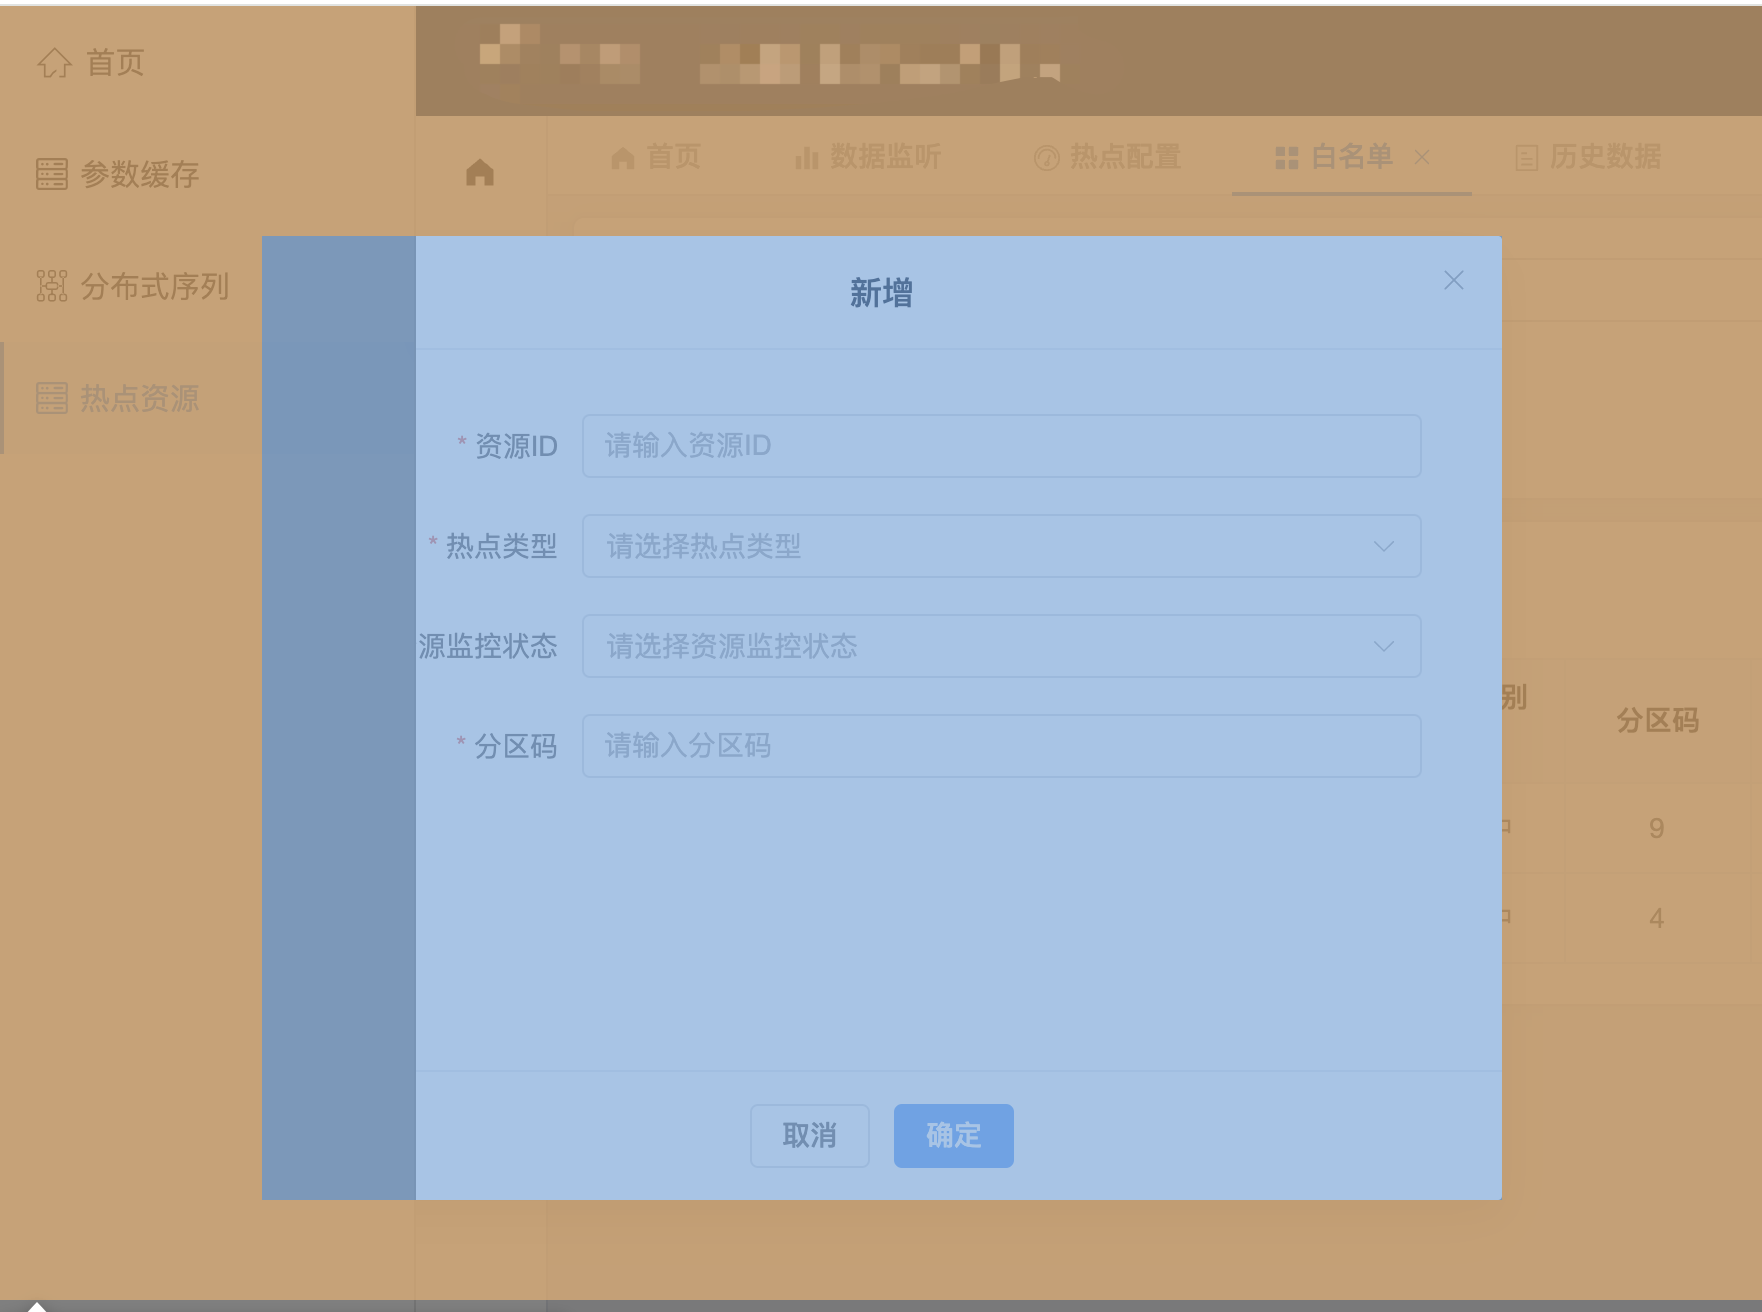 首页
参数缓存
分布式序列
热点资源
首页 数据监听 热点配置 白名单 历史数据
新增
* 资源ID 请输入资源ID
* 热点类型 请选择热点类型
源监控状态 请选择资源监控状态
* 分区码 请输入分区码
取消 确定
别 分区码
9
4